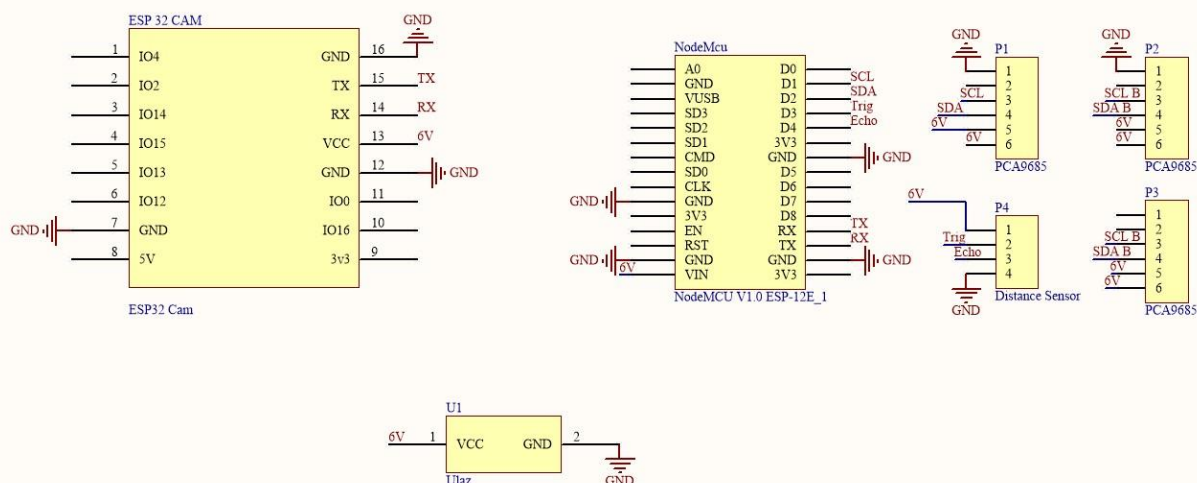 ESP 32 CAM
1 IO4
2 IO2
3 IO14
4 IO15
5 IO13
6 IO12
GND 7 GND
8 5V
GND
GND 16
TX 15 TX
RX 14 RX
VCC 13 6V
GND 12 GND
IO0 11
IO16 10
3v3 9
ESP32 Cam
NodeMcu
A0 D0
GND D1 SCL
VUSB D2 SDA
SD3 D3 Trig
SD2 D4 Echo
SD1 3V3
CMD GND GND
SD0 D5
CLK D6
GND GND D7
3V3 D8
EN RX TX
RST TX RX
GND GND GND GND
6V VIN 3V3
NodeMCU V1.0 ESP-12E_1
GND P1
1
2
SCL 3
SDA 4
6V 5
6V 6
PCA9685
GND P2
1
2
SCL B 3
SDA B 4
6V 5
6V 6
PCA9685
6V P4
1
Trig 2
Echo 3
4
GND Distance Sensor
P3
1
2
SCL B 3
SDA B 4
6V 5
6V 6
PCA9685
U1
6V 1 VCC GND 2
Ulaz
GND